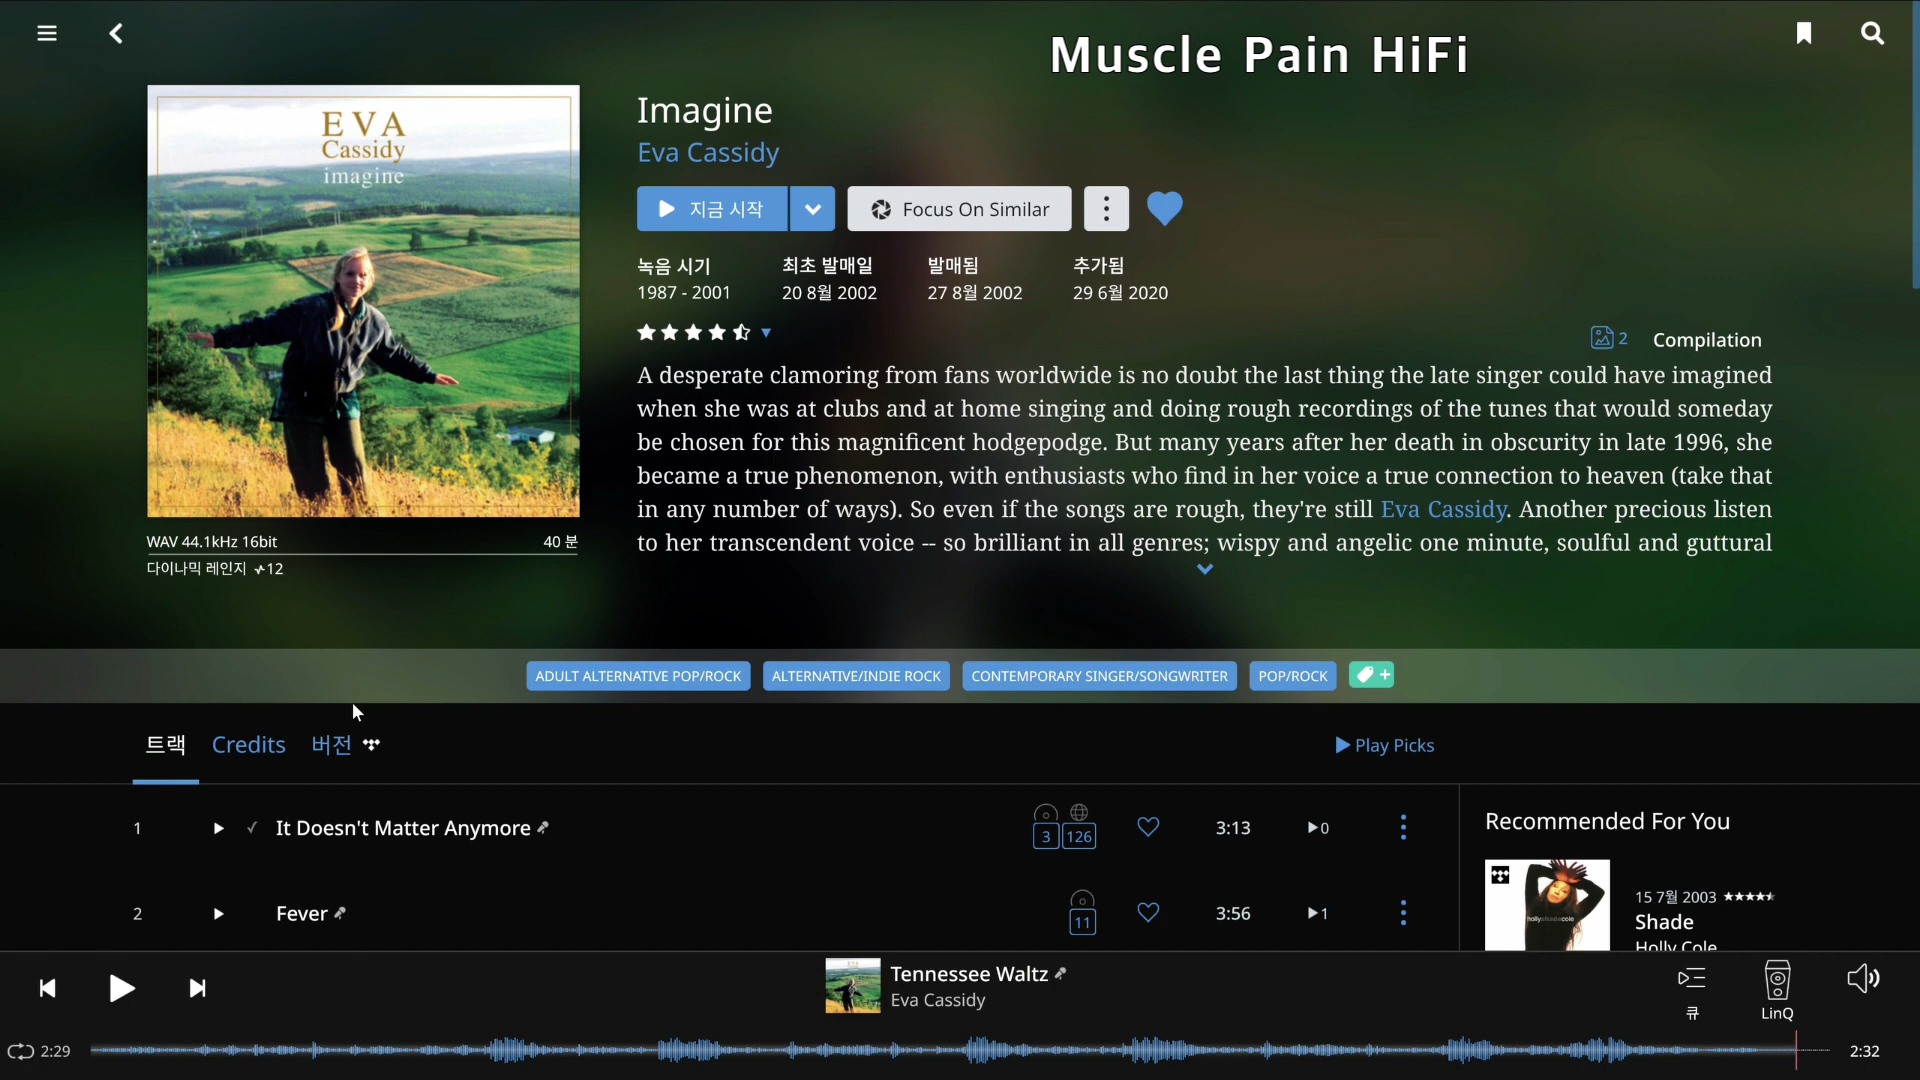 Muscle Pain HiFi
EVA
Cassidy
imagine
Imagine
Eva Cassidy
지금 시작
Focus On Similar
녹음 시기
최초 발매일
발매됨
추가됨
1987 - 2001
20 8월 2002
27 8월 2002
29 6월 2020
2
Compilation
A desperate clamoring from fans worldwide is no doubt the last thing the late singer could have imagined
when she was at clubs and at home singing and doing rough recordings of the tunes that would someday
be chosen for this magnificent hodgepodge. But many years after her death in obscurity in late 1996, she
became a true phenomenon, with enthusiasts who find in her voice a true connection to heaven (take that
in any number of ways). So even if the songs are rough, they're still Eva Cassidy. Another precious listen
to her transcendent voice -- so brilliant in all genres; wispy and angelic one minute, soulful and guttural
WAV 44.1kHz 16bit
40 분
다이나믹 레인지 12
ADULT ALTERNATIVE POP/ROCK
ALTERNATIVE/INDIE ROCK
CONTEMPORARY SINGER/SONGWRITER
POP/ROCK
트랙
Credits
버전
Play Picks
1
It Doesn't Matter Anymore
3
126
3:13
0
2
Fever
11
3:56
1
Recommended For You
hollyshadecole
15 7월 2003
Shade
Holly Cole
Tennessee Waltz
Eva Cassidy
큐
LinQ
2:29
2:32